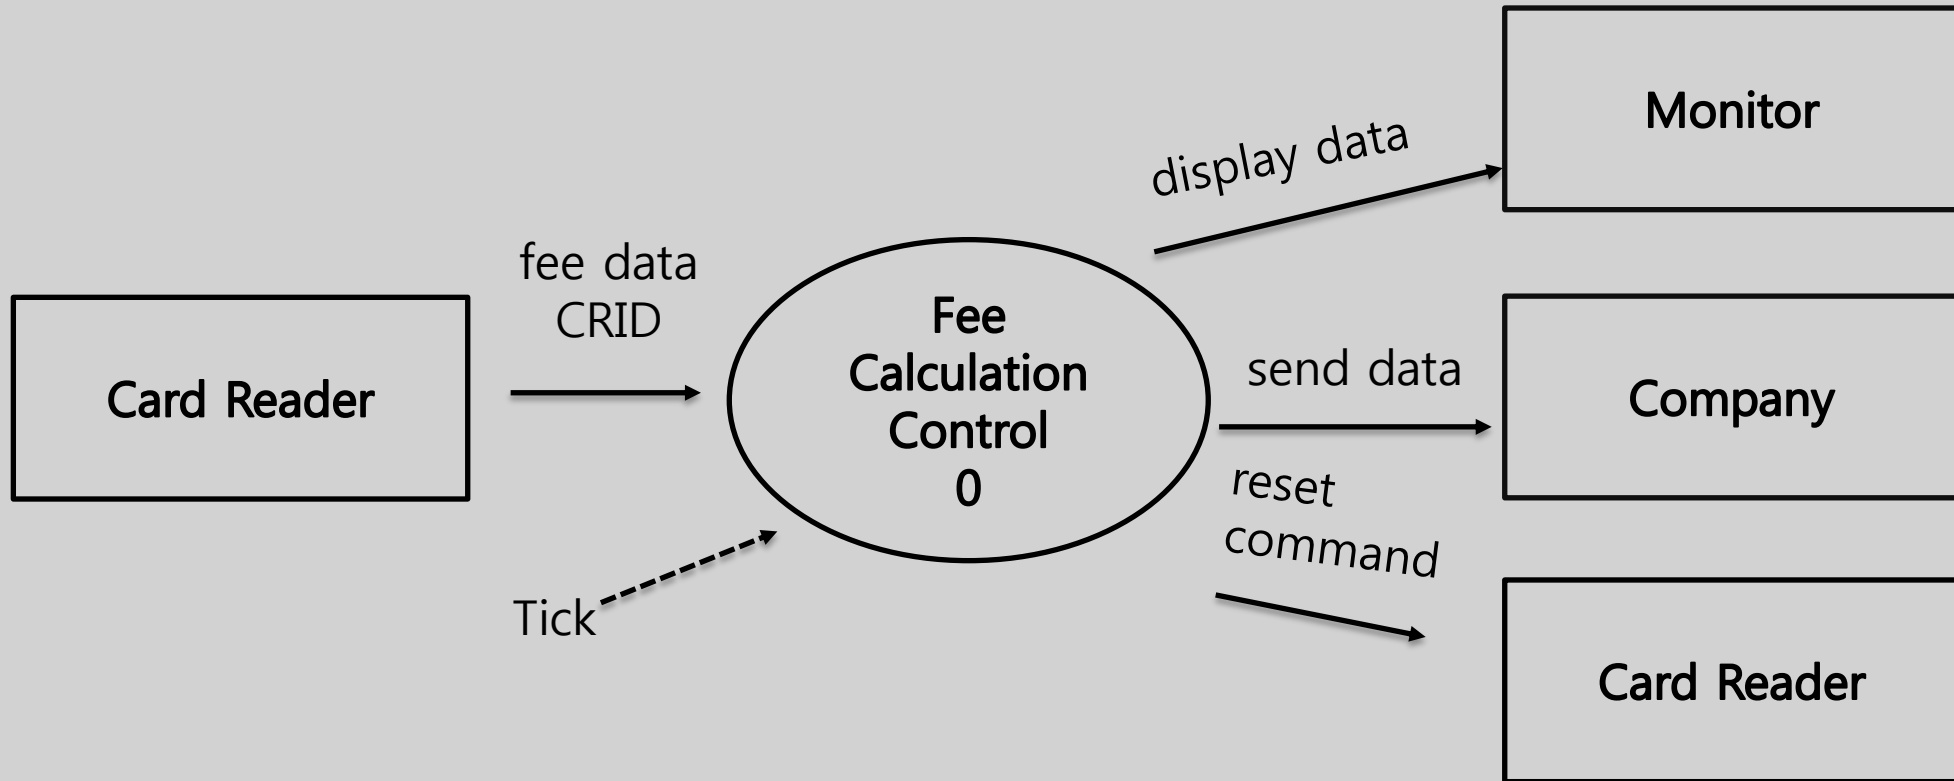 Card Reader
fee data
CRID
Tick
Fee
Calculation
Control
0
display data
send data
reset
command
Monitor
Company
Card Reader